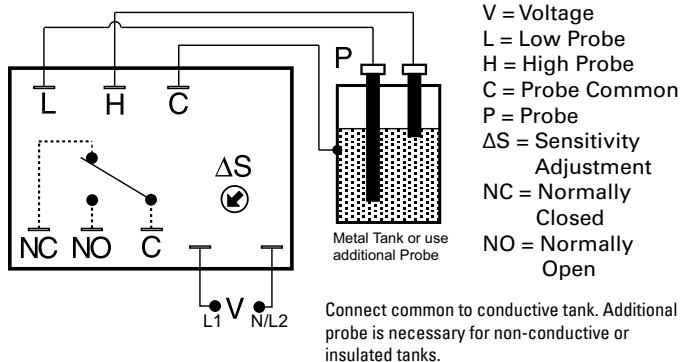 L H C
ΔS
NC NO C
L1 V N/L2
P
Metal Tank or use
additional Probe
V = Voltage
L = Low Probe
H = High Probe
C = Probe Common
P = Probe
ΔS = Sensitivity
Adjustment
NC = Normally
Closed
NO = Normally
Open
Connect common to conductive tank. Additional
probe is necessary for non-conductive or
insulated tanks.